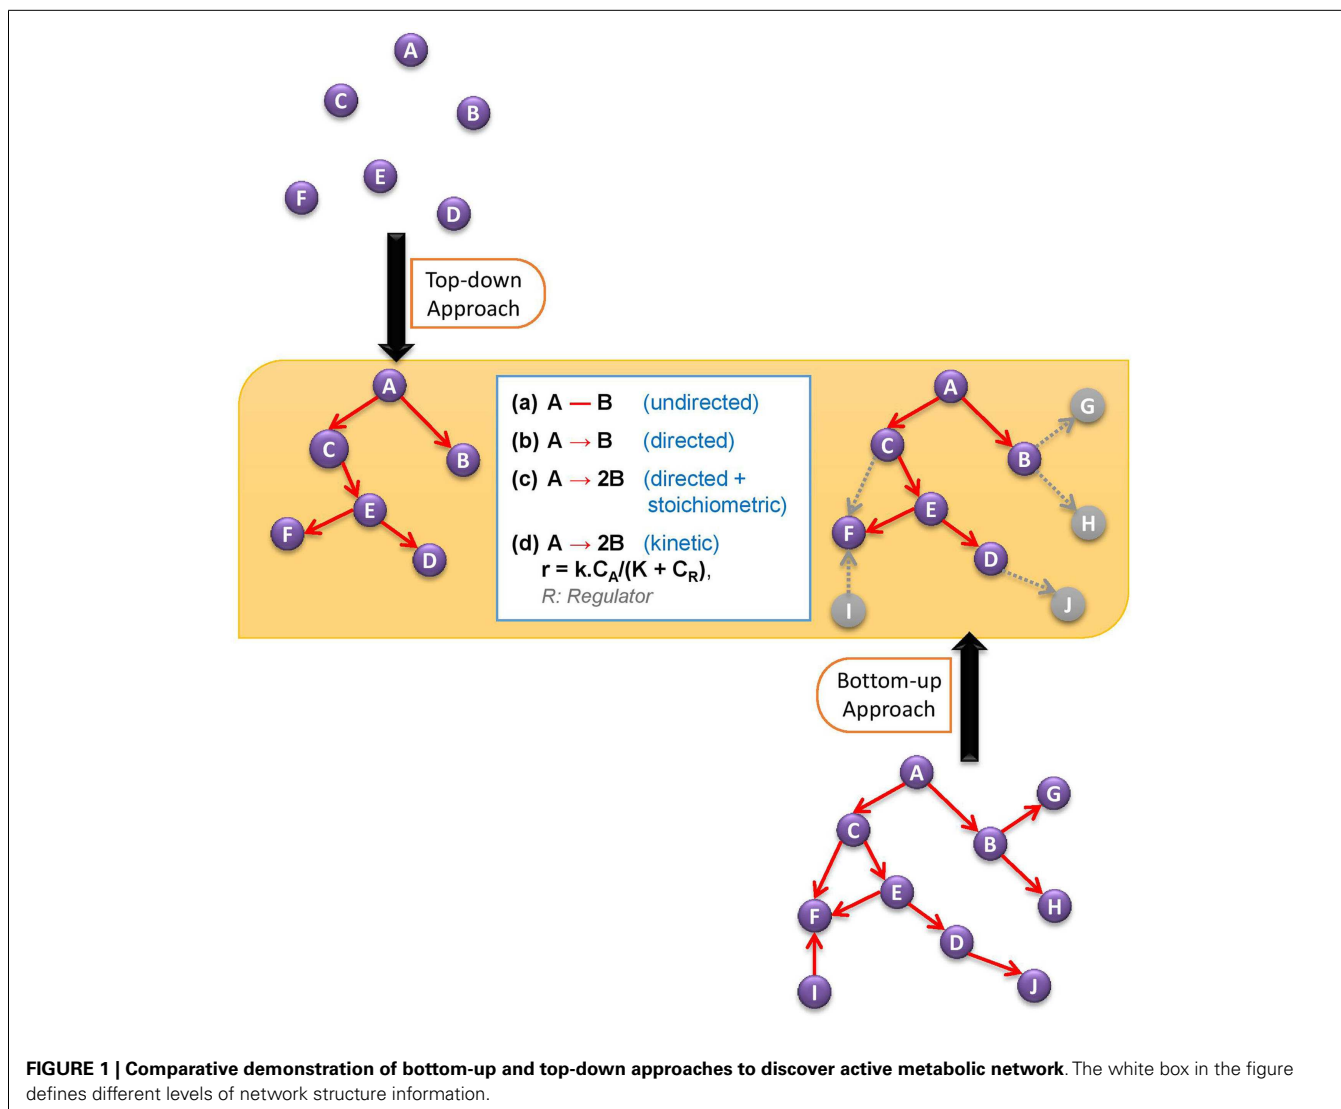 A
C
B
E
F
D
Top-down
Approach
A
C
B
E
F
D
(a) A — B (undirected)
(b) A → B (directed)
(c) A → 2B (directed +
stoichiometric)
(d) A → 2B (kinetic)
r = k.C_A/(K + C_R),
R: Regulator
A
G
C
B
E
H
F
D
I
J
Bottom-up
Approach
A
G
C
B
E
H
F
D
I
J
FIGURE 1 | Comparative demonstration of bottom-up and top-down approaches to discover active metabolic network. The white box in the figure
defines different levels of network structure information.